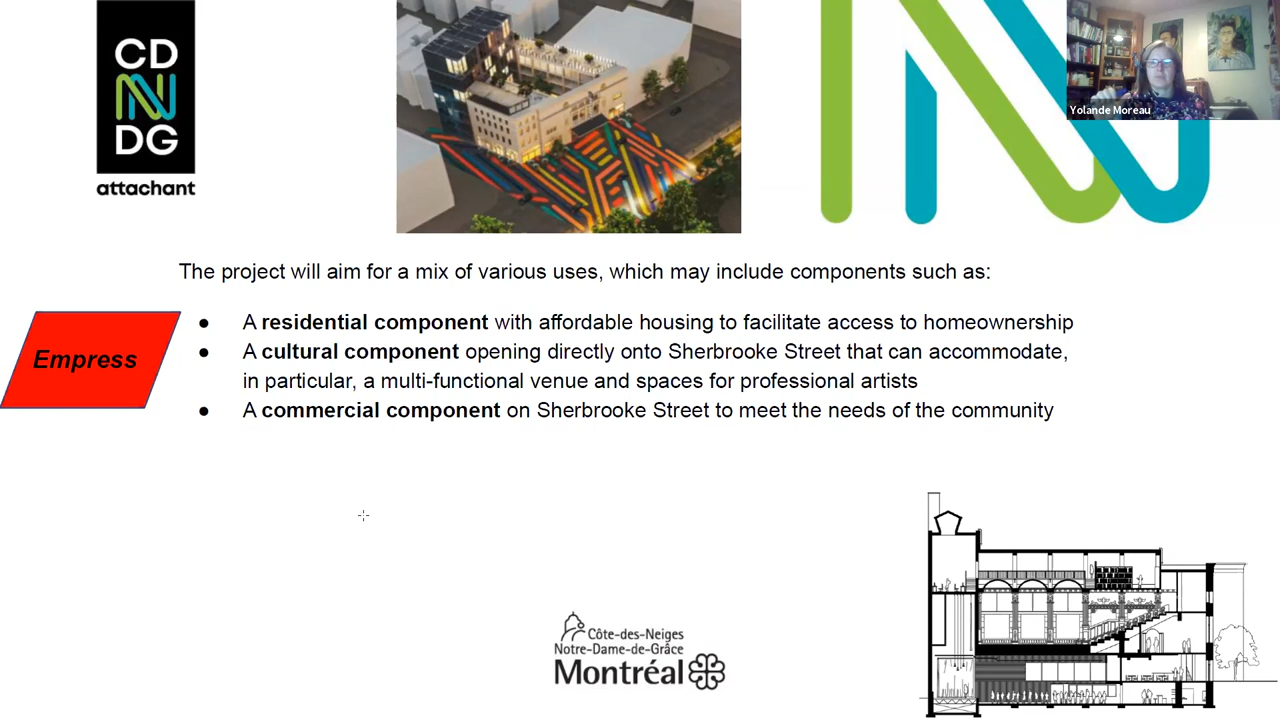 CD
N
DG
attachant
Yolande Moreau
The project will aim for a mix of various uses, which may include components such as:
Empress
● A residential component with affordable housing to facilitate access to homeownership
● A cultural component opening directly onto Sherbrooke Street that can accommodate,
in particular, a multi-functional venue and spaces for professional artists
● A commercial component on Sherbrooke Street to meet the needs of the community
Côte-des-Neiges
Notre-Dame-de-Grâce
Montréal